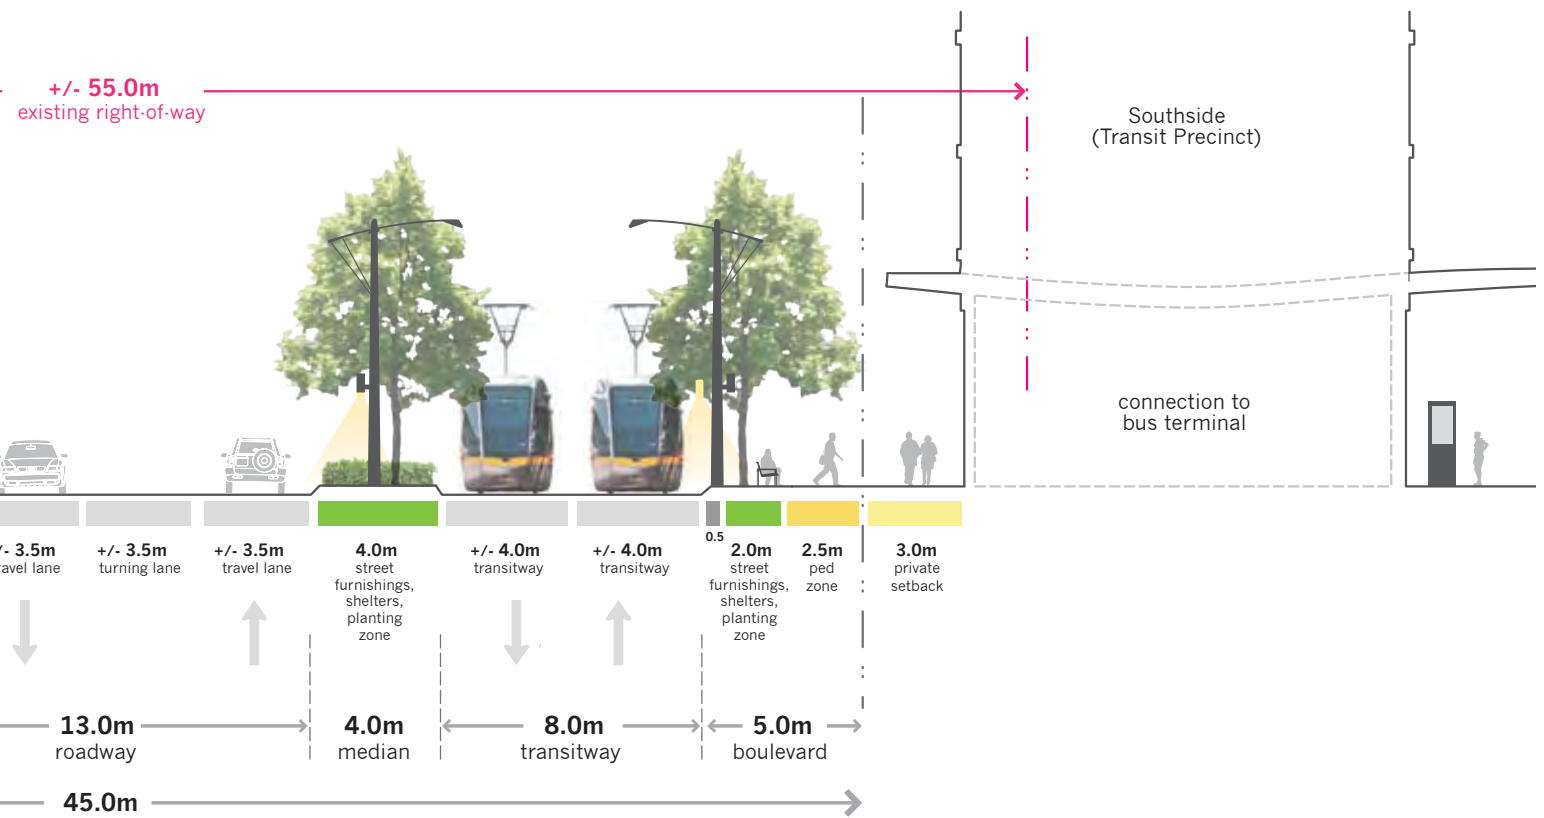 +/- 55.0m
existing right-of-way
Southside
(Transit Precinct)
connection to
bus terminal
- 3.5m
lane
+/- 3.5m
turning lane
+/- 3.5m
travel lane
4.0m
street
furnishings,
shelters,
planting
zone
+/- 4.0m
transitway
+/- 4.0m
transitway
0.5
2.0m
street
furnishings,
shelters,
planting
zone
2.5m
ped
zone
3.0m
private
setback
13.0m
roadway
4.0m
median
8.0m
transitway
5.0m
boulevard
45.0m